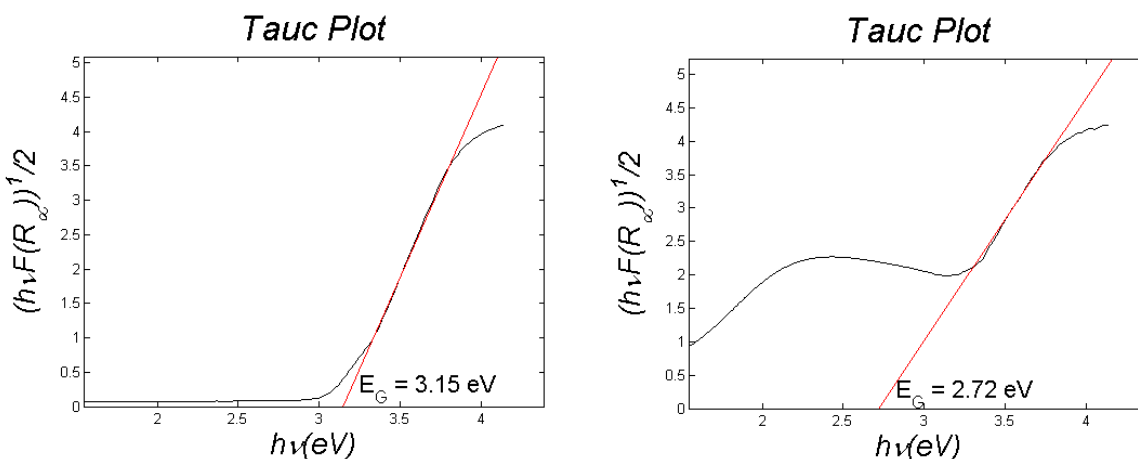 Tauc Plot
(hνF(R∝))^1/2
5
4.5
4
3.5
3
2.5
2
1.5
1
0.5
0
E_G = 3.15 eV
2 2.5 3 3.5 4
hν(eV)
Tauc Plot
(hνF(R∝))^1/2
5
4.5
4
3.5
3
2.5
2
1.5
1
0.5
0
E_G = 2.72 eV
2 2.5 3 3.5 4
hν(eV)